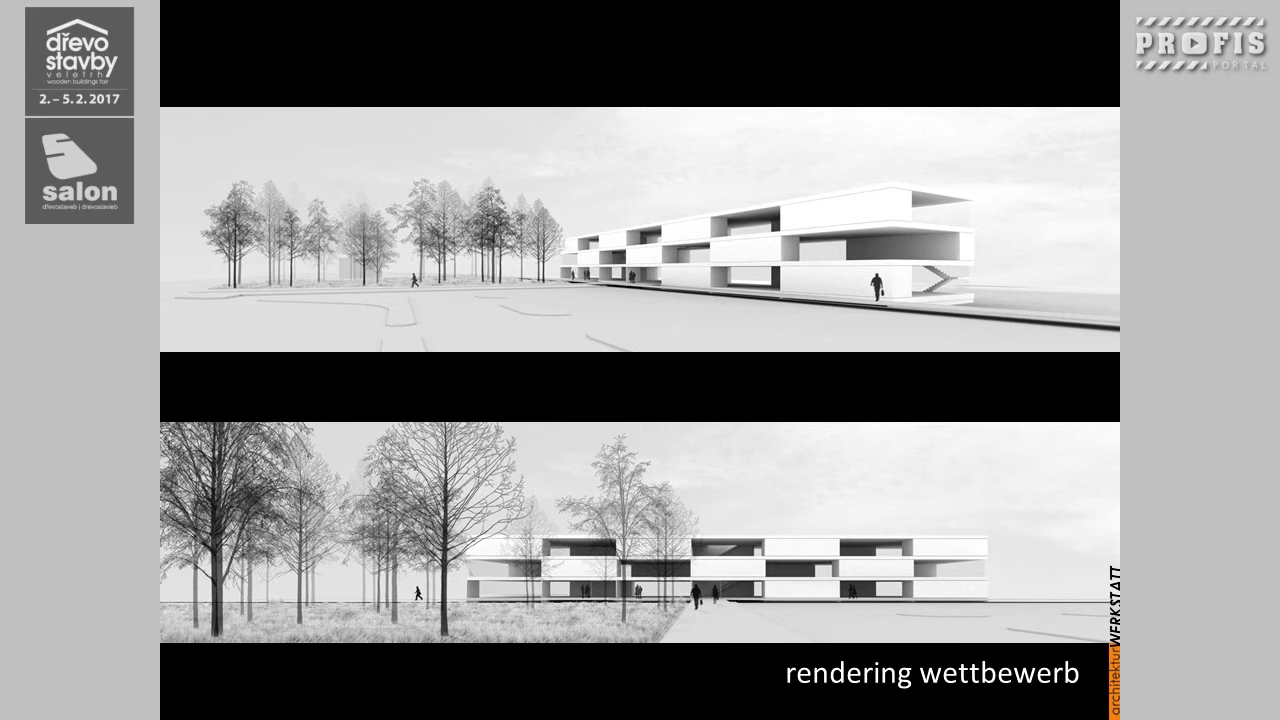 dřevo
stavby
veletrh
wooden buildings fair
2. – 5. 2. 2017
salon
dřevostaveb | drevostavieb
PROFIS
PORTAL
architekturWERKSTATT
rendering wettbewerb